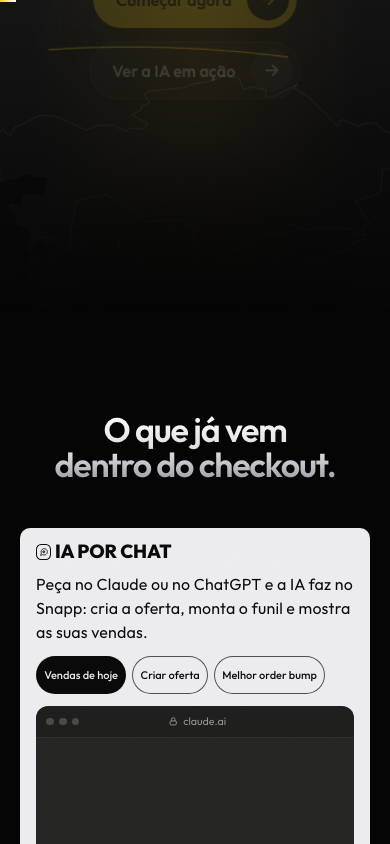 Começar agora
Ver a IA em ação
O que já vem
dentro do checkout.
IA POR CHAT
Peça no Claude ou no ChatGPT e a IA faz no
Snapp: cria a oferta, monta o funil e mostra
as suas vendas.
Vendas de hoje
Criar oferta
Melhor order bump
claude.ai